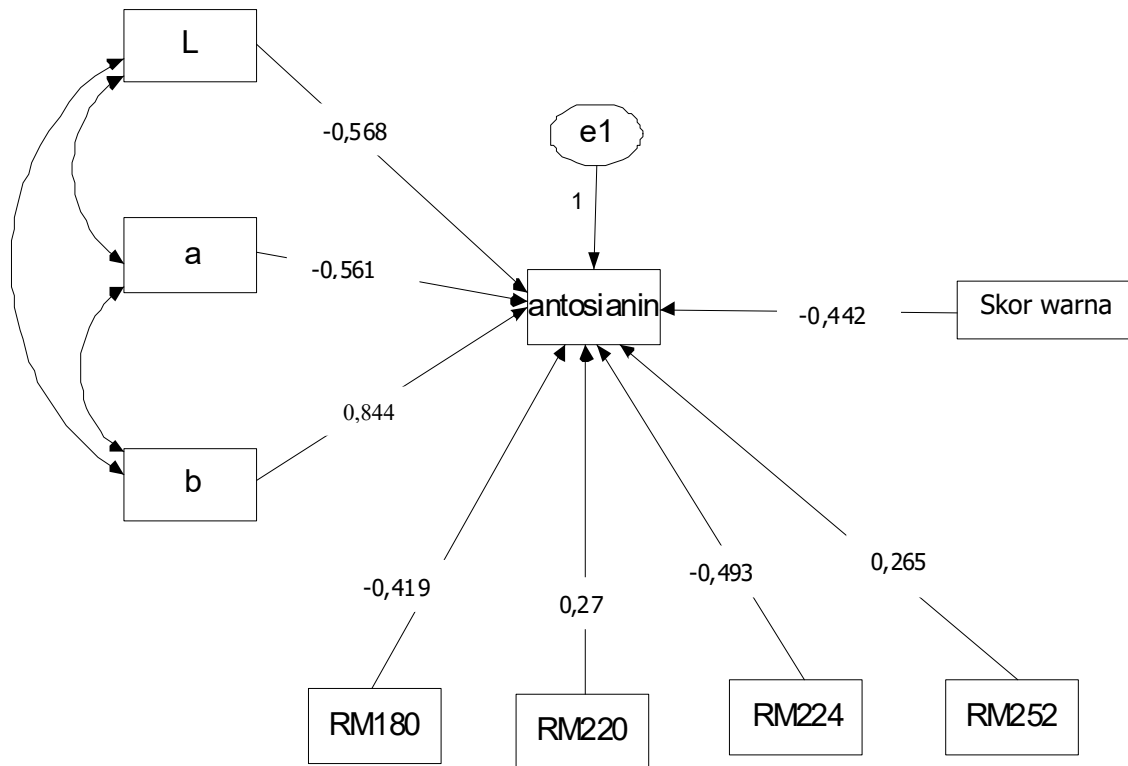 L
-0,568
e1
1
a
-0,561
antosianin
-0,442
Skor warna
0,844
b
-0,419
0,27
-0,493
0,265
RM180
RM220
RM224
RM252